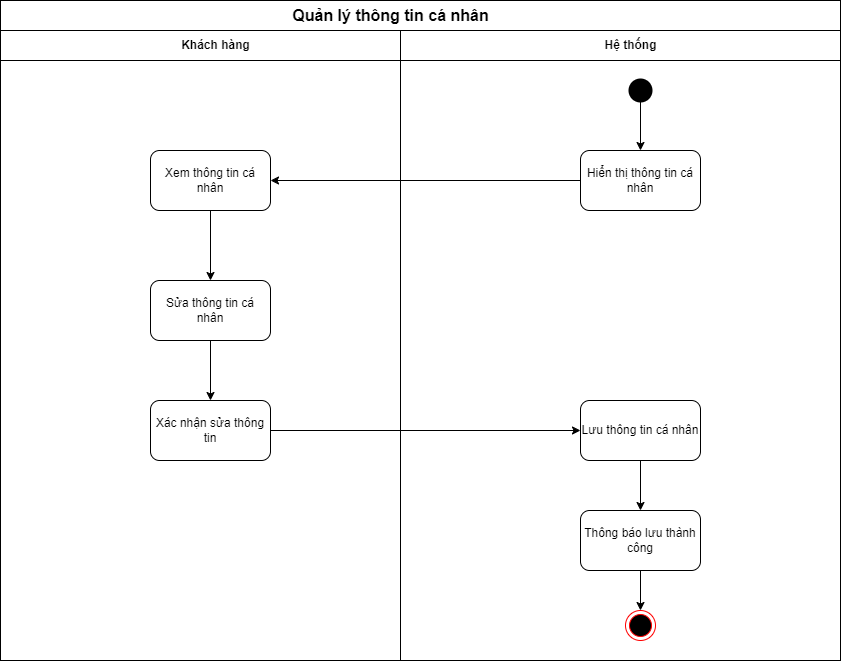 Quản lý thông tin cá nhân
Khách hàng
Hệ thống
Xem thông tin cá
nhân
Hiển thị thông tin cá
nhân
Sửa thông tin cá
nhân
Xác nhận sửa thông
tin
Lưu thông tin cá nhân
Thông báo lưu thành
công